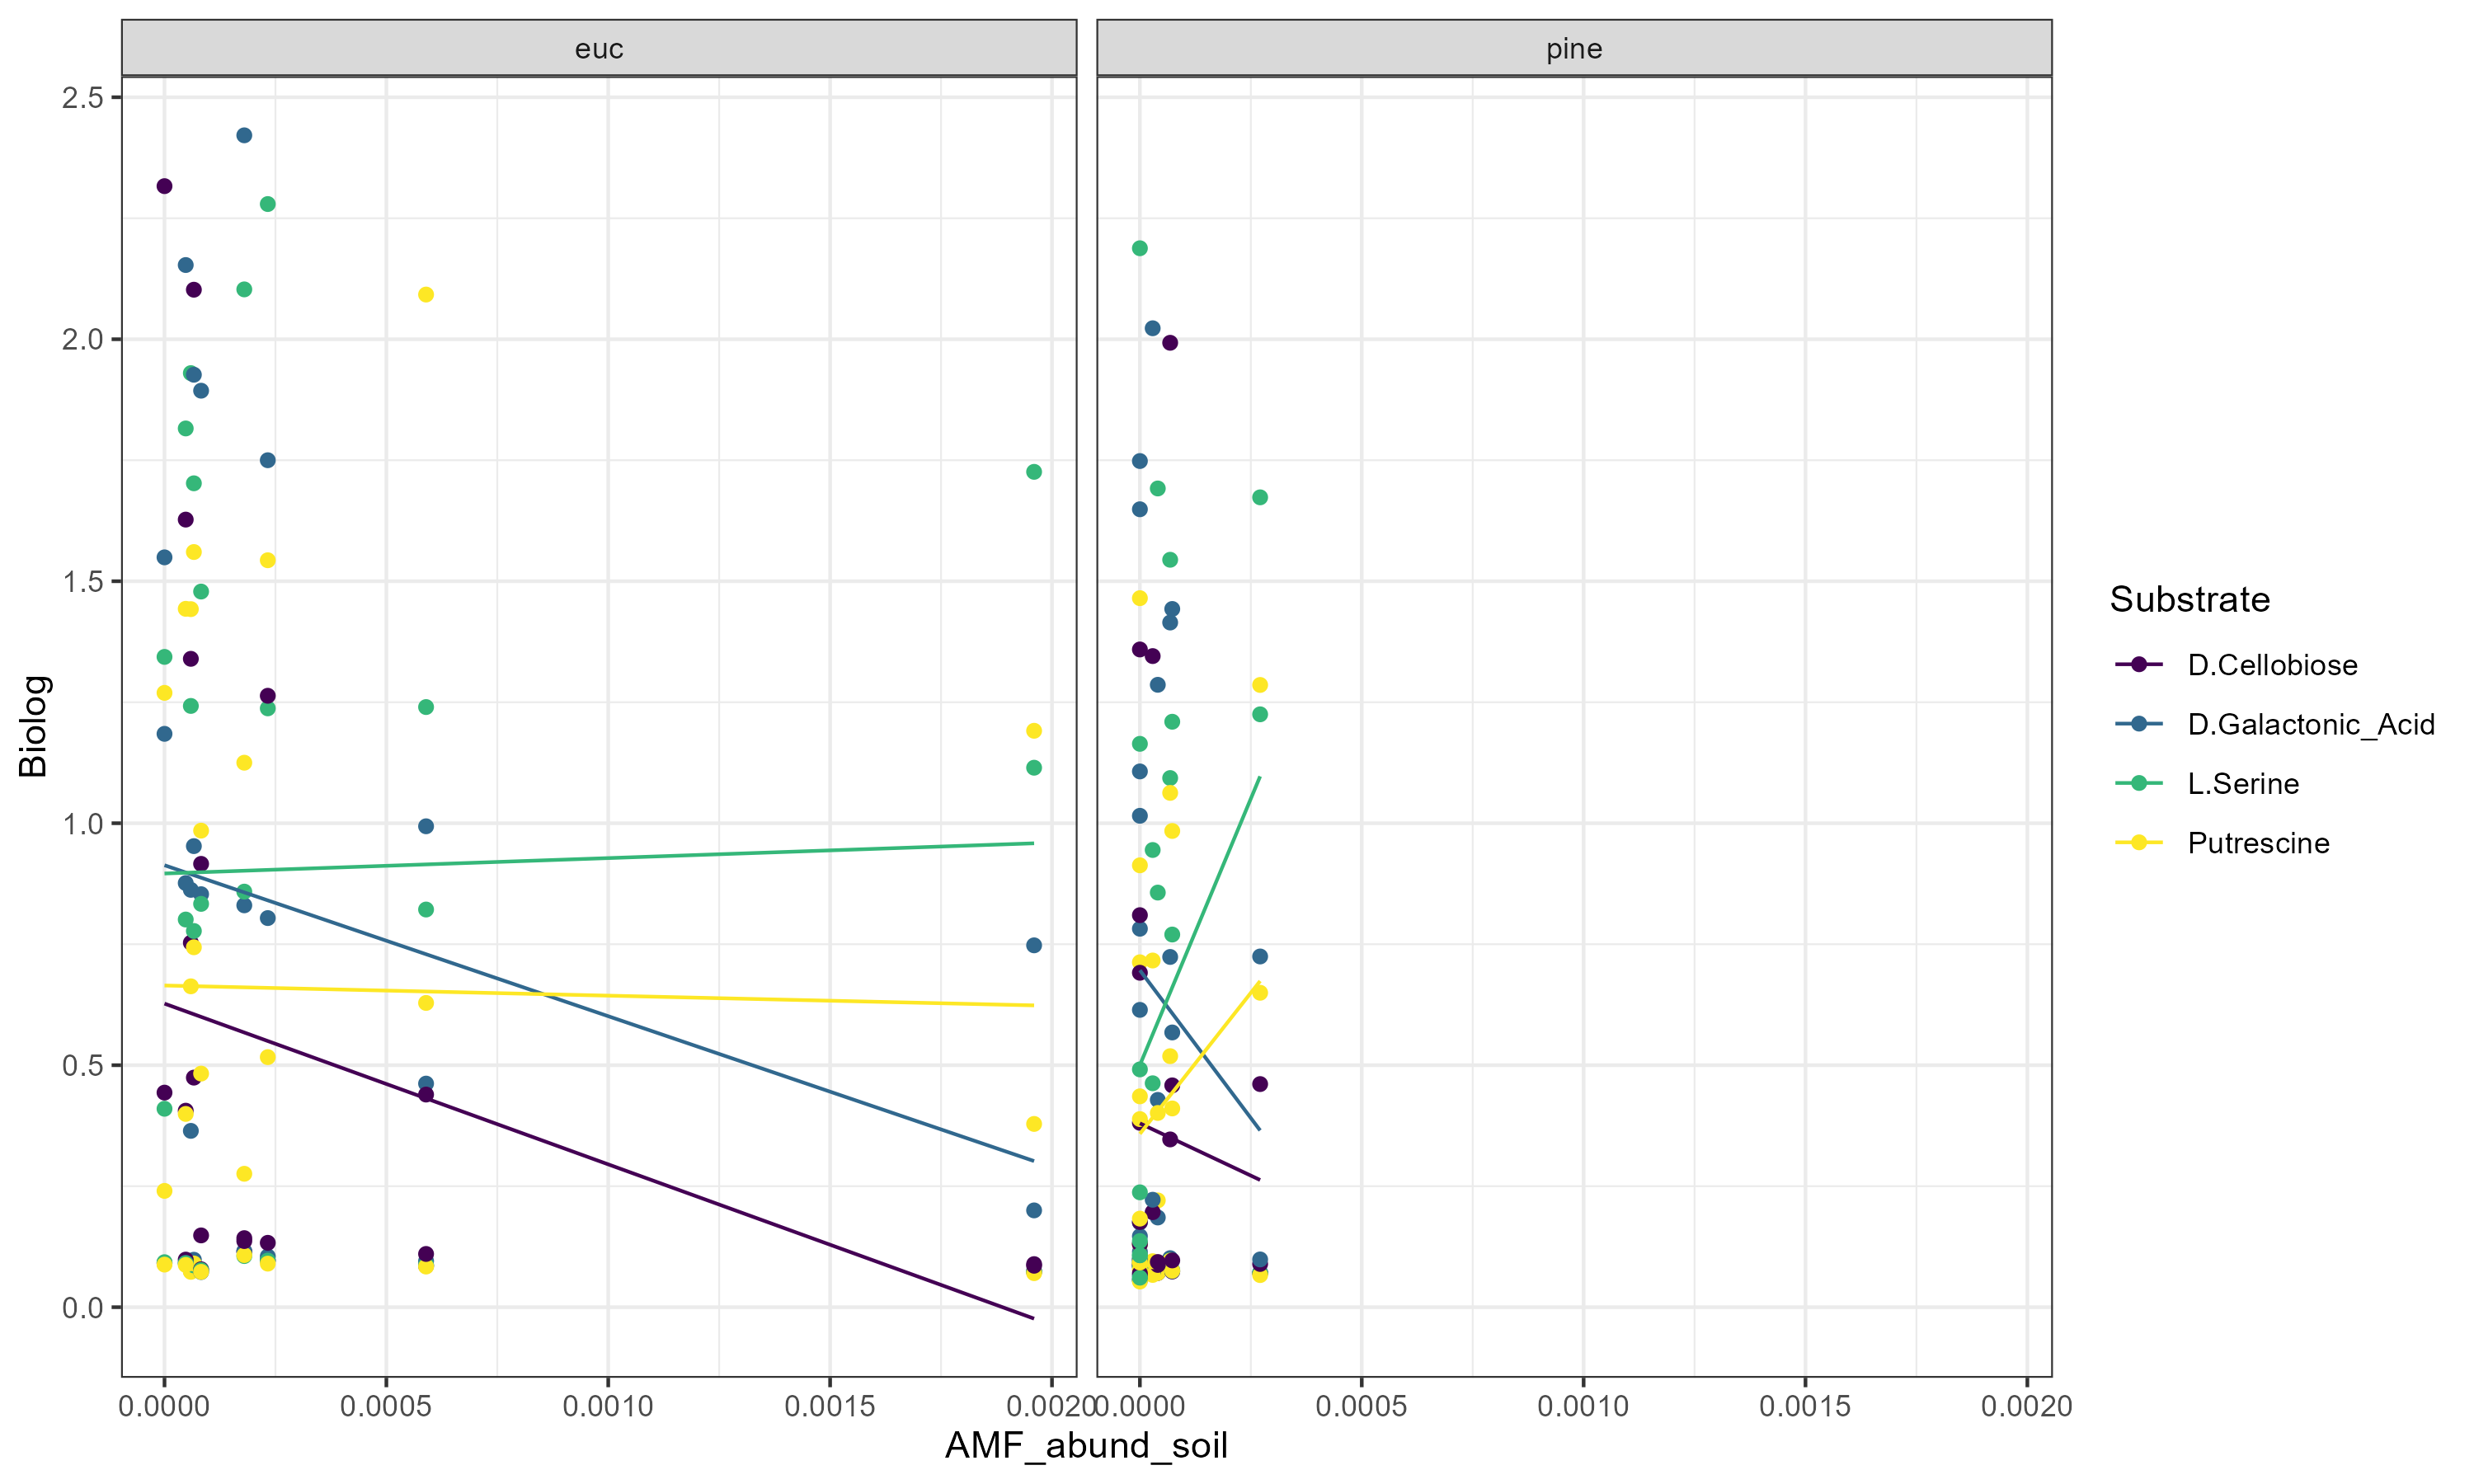 euc
pine
2.5
2.0
1.5
1.0
0.5
0.0
Biolog
0.0000 0.0005 0.0010 0.0015 0.0020
0.0000 0.0005 0.0010 0.0015 0.0020
AMF_abund_soil
Substrate
D.Cellobiose
D.Galactonic_Acid
L.Serine
Putrescine